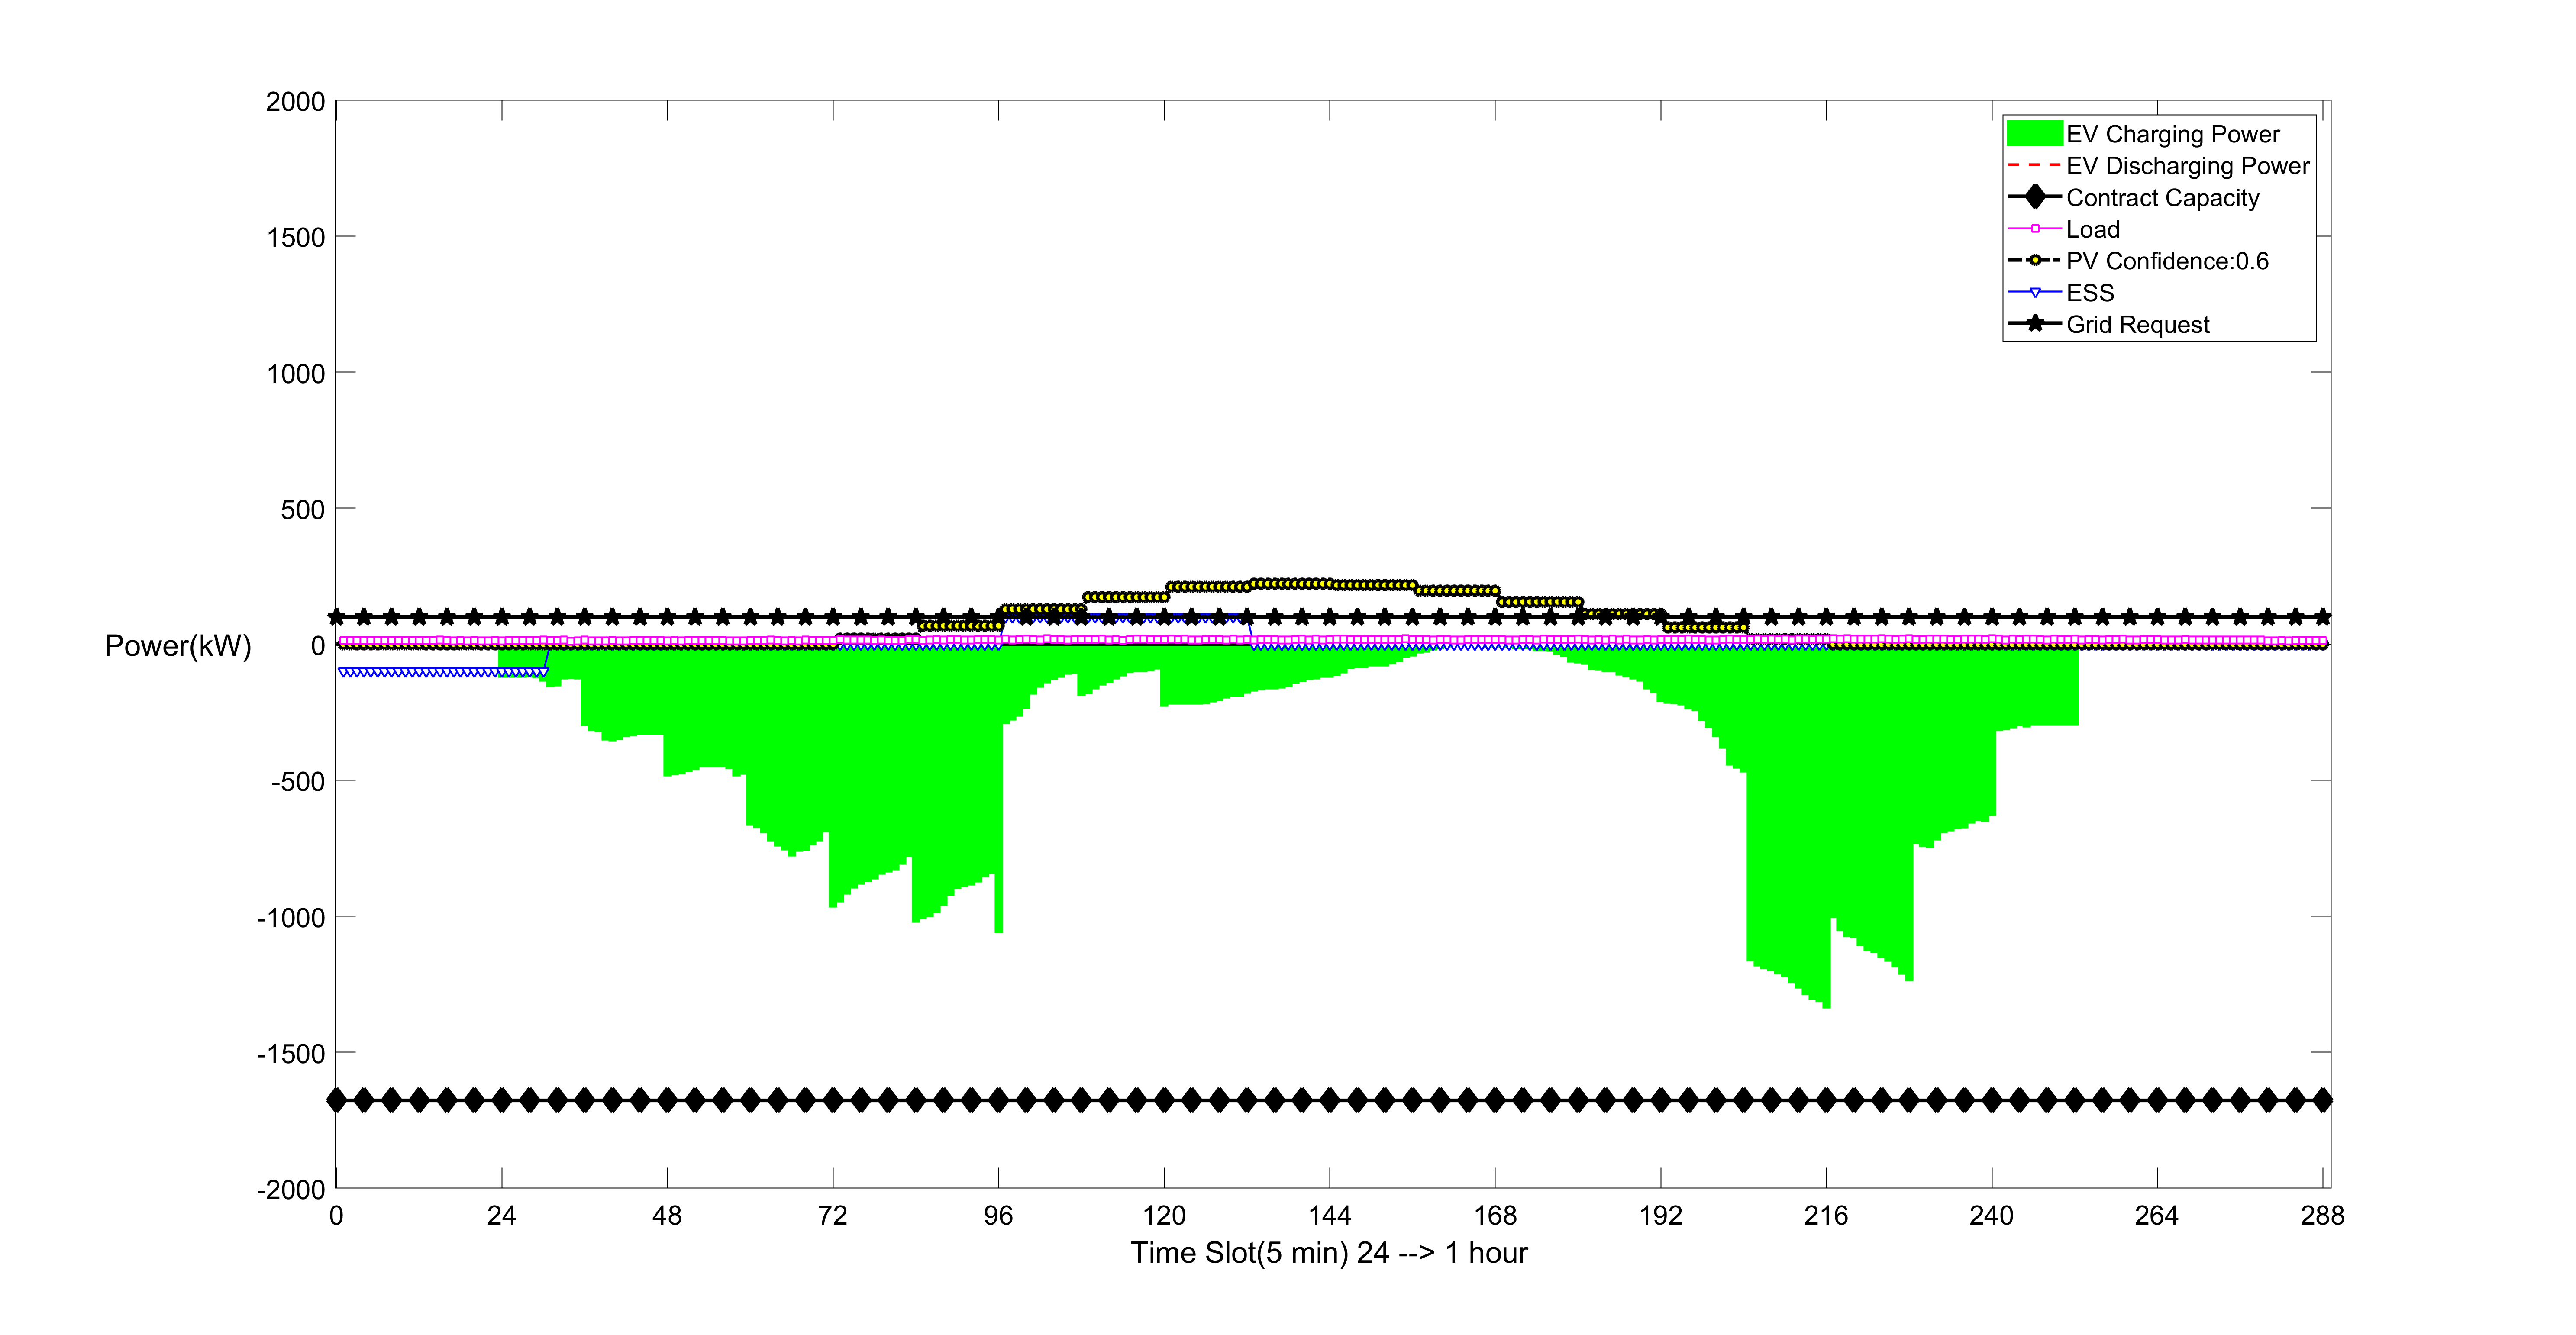 2000
1500
1000
500
0
-500
-1000
-1500
-2000
Power(kW)
EV Charging Power
EV Discharging Power
Contract Capacity
Load
PV Confidence:0.6
ESS
Grid Request
0 24 48 72 96 120 144 168 192 216 240 264 288
Time Slot(5 min) 24 --> 1 hour